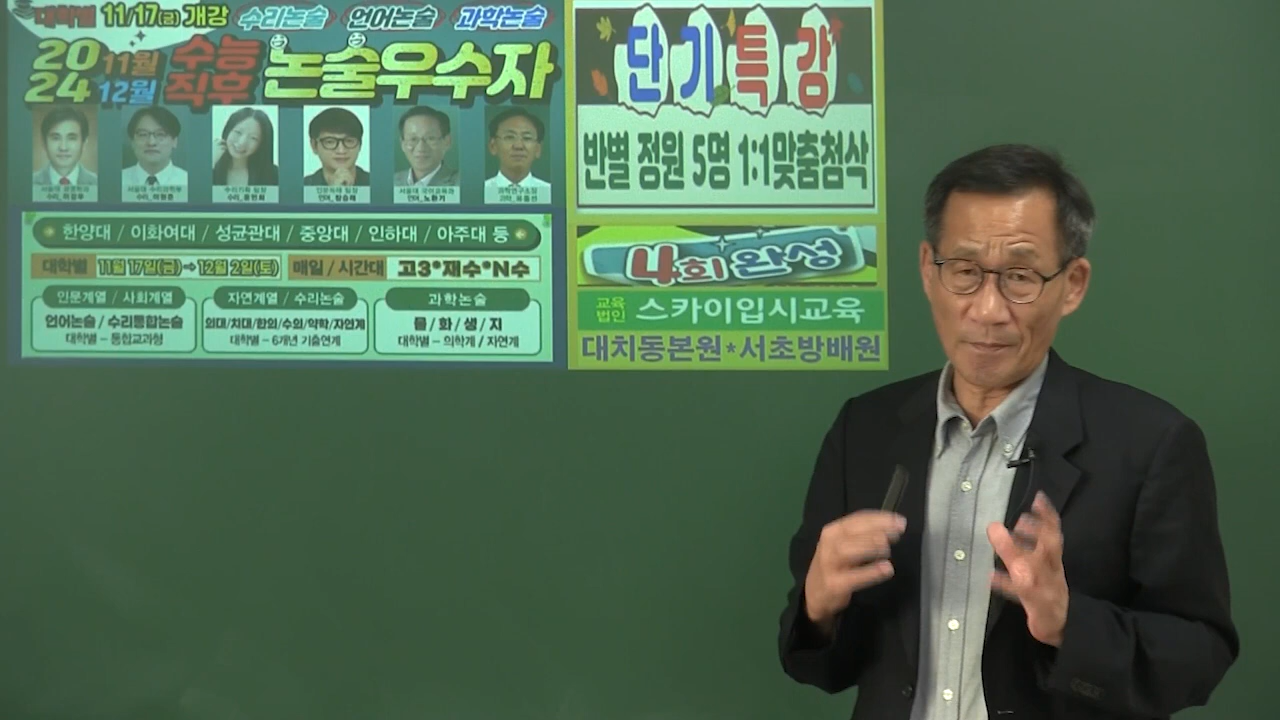 대학별 11/17(금) 개강 수리논술 언어논술 과학논술
2024 11월 12월 수능직후 논술우수자
한양대 / 이화여대 / 성균관대 / 중앙대 / 인하대 / 아주대 등
대학별 11월 17일(금) ⇒ 12월 2일(토) 매일 / 시간대 고3*재수*N수
인문계열 / 사회계열
언어논술 / 수리통합논술
대학별 - 통합교과형
자연계열 / 수리논술
의대/치대/한의/수의/약학/자연계
대학별 - 6개년 기출연계
과학논술
물 / 화 / 생 / 지
대학별 - 의학계 / 자연계
단기특강
반별 정원 5명 1:1맞춤첨삭
4회 완성
교육법인 스카이입시교육
대치동본원*서초방배원